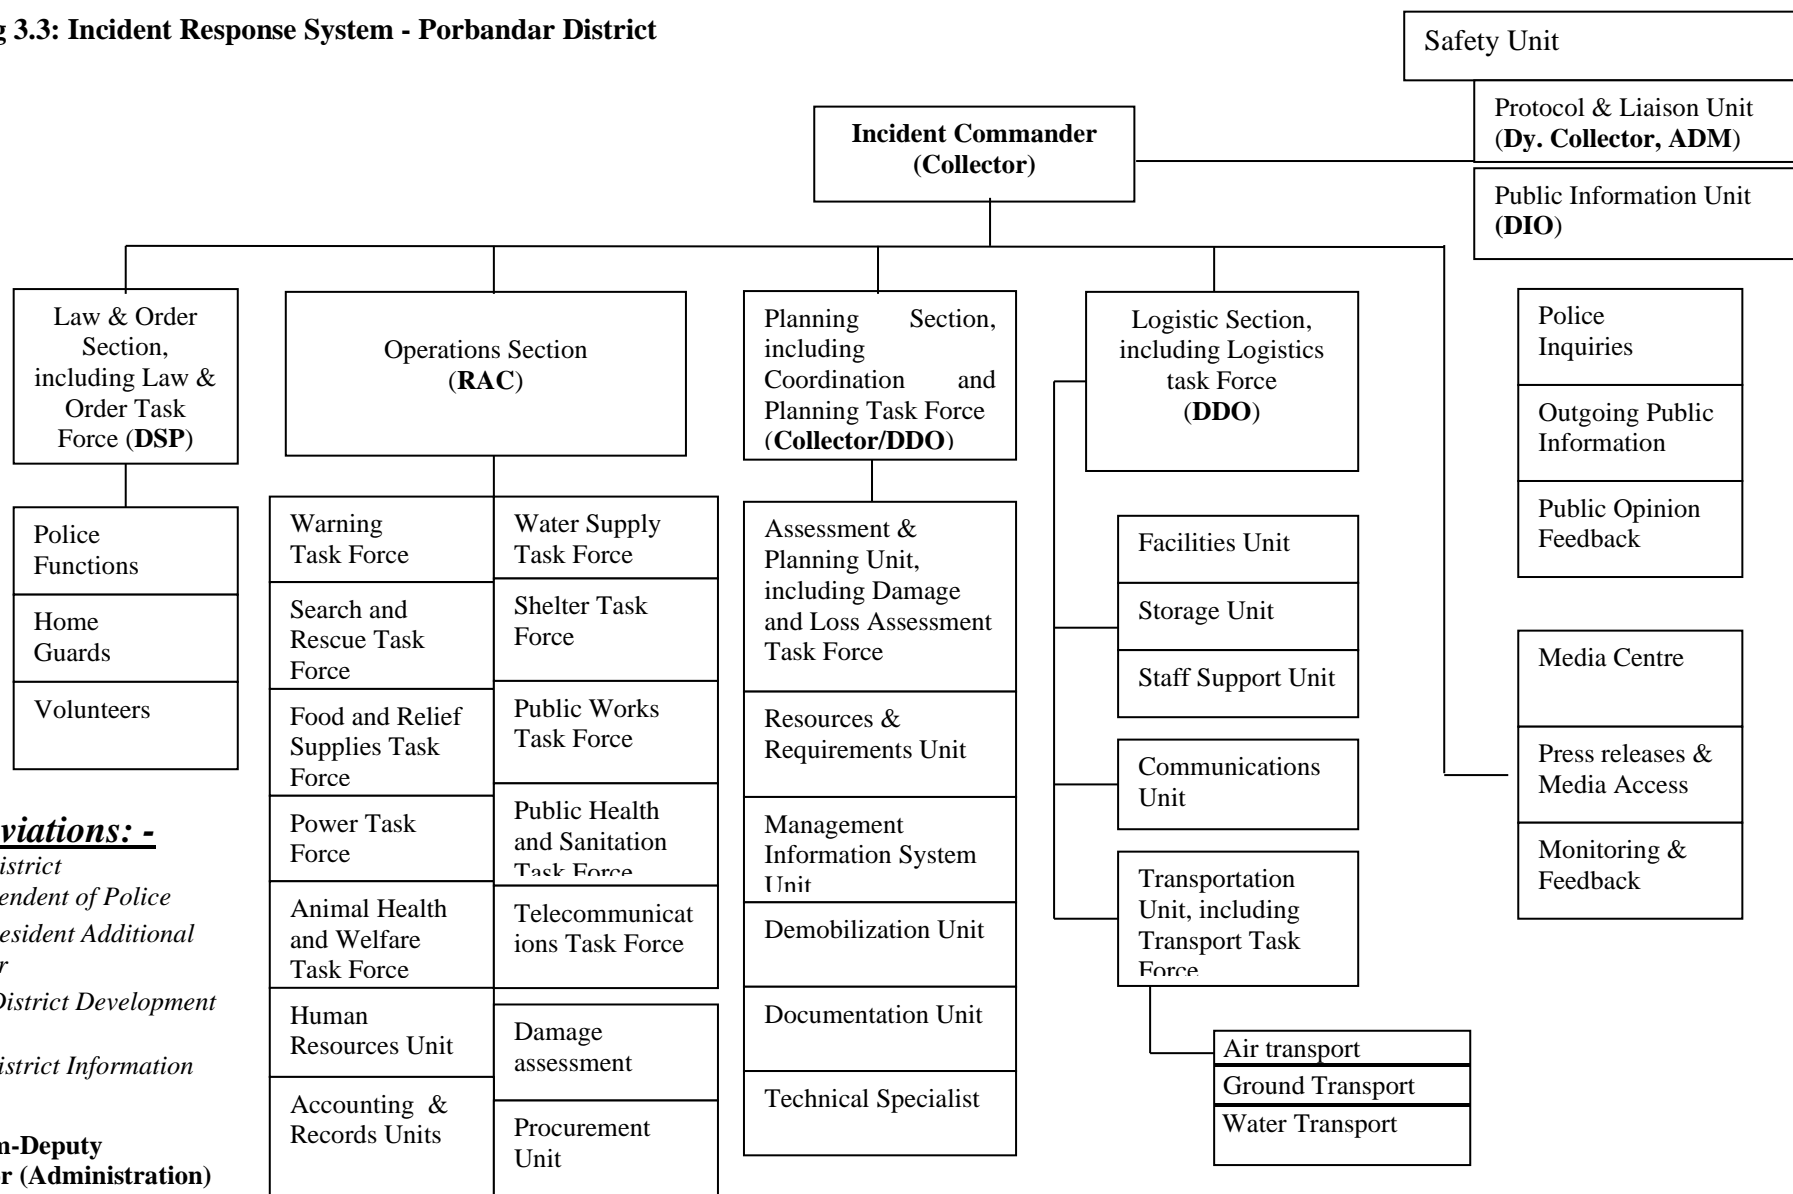 g 3.3: Incident Response System - Porbandar District
Safety Unit
Protocol & Liaison Unit
(Dy. Collector, ADM)
Public Information Unit
(DIO)
Incident Commander
(Collector)
Law & Order
Section,
including Law &
Order Task
Force (DSP)
Operations Section
(RAC)
Planning Section,
including
Coordination and
Planning Task Force
(Collector/DDO)
Logistic Section,
including Logistics
task Force
(DDO)
Police
Inquiries
Outgoing Public
Information
Public Opinion
Feedback
Police
Functions
Home
Guards
Volunteers
Warning
Task Force
Search and
Rescue Task
Force
Food and Relief
Supplies Task
Force
Power Task
Force
Animal Health
and Welfare
Task Force
Human
Resources Unit
Accounting &
Records Units
Water Supply
Task Force
Shelter Task
Force
Public Works
Task Force
Public Health
and Sanitation
Task Force
Telecommunicat
ions Task Force
Damage
assessment
Procurement
Unit
Assessment &
Planning Unit,
including Damage
and Loss Assessment
Task Force
Resources &
Requirements Unit
Management
Information System
Unit
Demobilization Unit
Documentation Unit
Technical Specialist
Facilities Unit
Storage Unit
Staff Support Unit
Communications
Unit
Transportation
Unit, including
Transport Task
Force
Air transport
Ground Transport
Water Transport
Media Centre
Press releases &
Media Access
Monitoring &
Feedback
viations: -
istrict
endent of Police
esident Additional
r
District Development
istrict Information
n-Deputy
r (Administration)